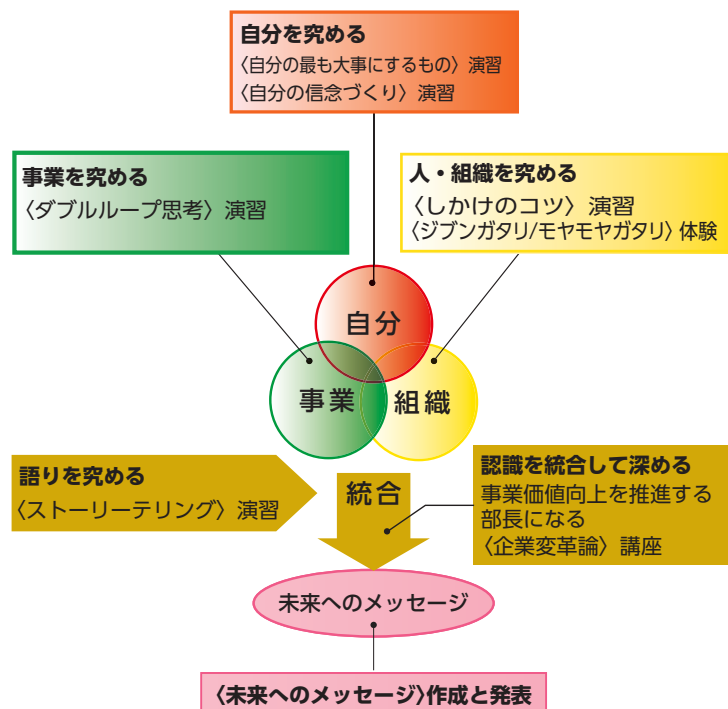 自分を究める
〈自分の最も大事にするもの〉演習
〈自分の信念づくり〉演習
事業を究める
〈ダブルループ思考〉演習
人・組織を究める
〈しかけのコツ〉演習
〈ジブンガタリ/モヤモヤガタリ〉体験
自分
事業
組織
語りを究める
〈ストーリーテリング〉演習
統合
認識を統合して深める
事業価値向上を推進する
部長になる
〈企業変革論〉講座
未来へのメッセージ
〈未来へのメッセージ〉作成と発表